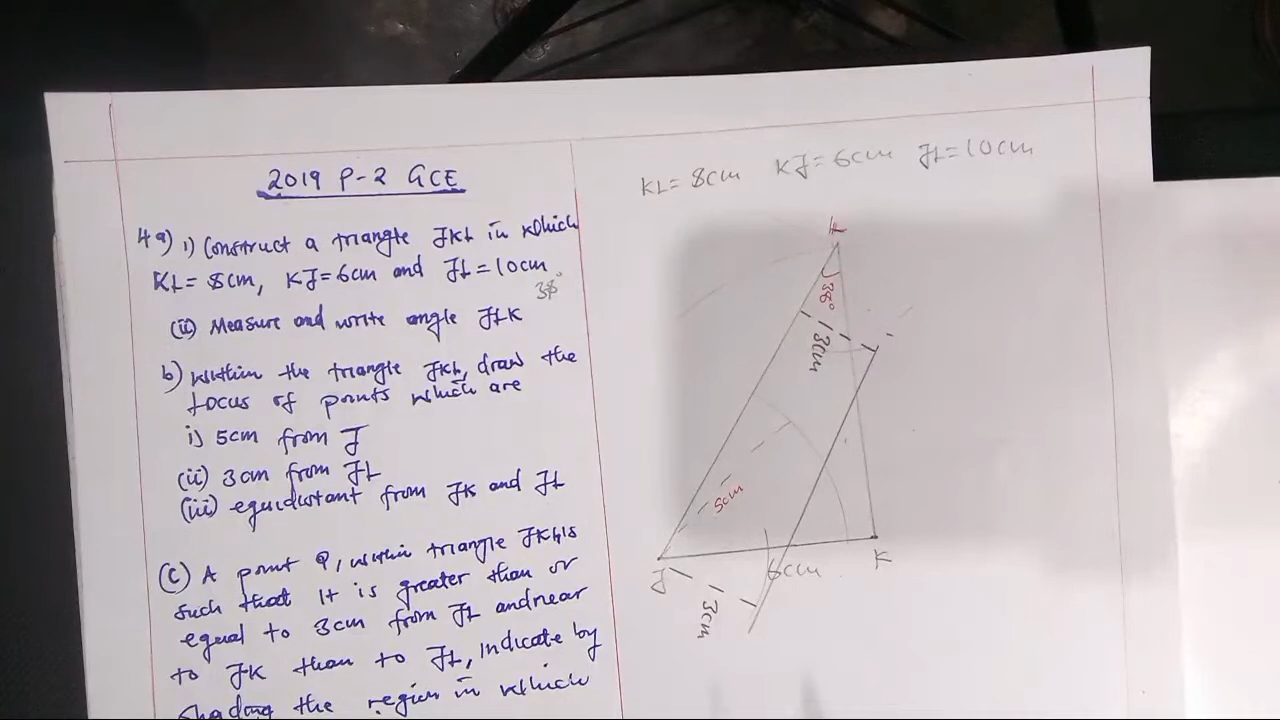 2019 P-2 GCE
4a) i) Construct a triangle JKL in which
KL = 8cm, KJ = 6cm and JL = 10cm
38°
(ii) Measure and write angle JLK
b) within the triangle JKL, draw the
locus of points which are
i) 5cm from J
(ii) 3cm from JL
(iii) equidistant from JK and JL
(c) A point Q, within triangle JKL is
such that it is greater than or
equal to 3cm from JL and near
to JK than to JL, indicate by
shading the region in which
KL = 8cm KJ = 6cm JL = 10cm
L
38°
3cm
5cm
J
6cm
K
3cm